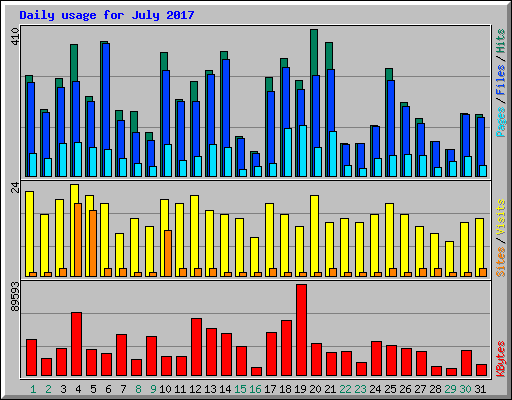 Daily usage for July 2017
410
Pages / Files / Hits
24
Sites / Visits
89593
KBytes
1 2 3 4 5 6 7 8 9 10 11 12 13 14 15 16 17 18 19 20 21 22 23 24 25 26 27 28 29 30 31